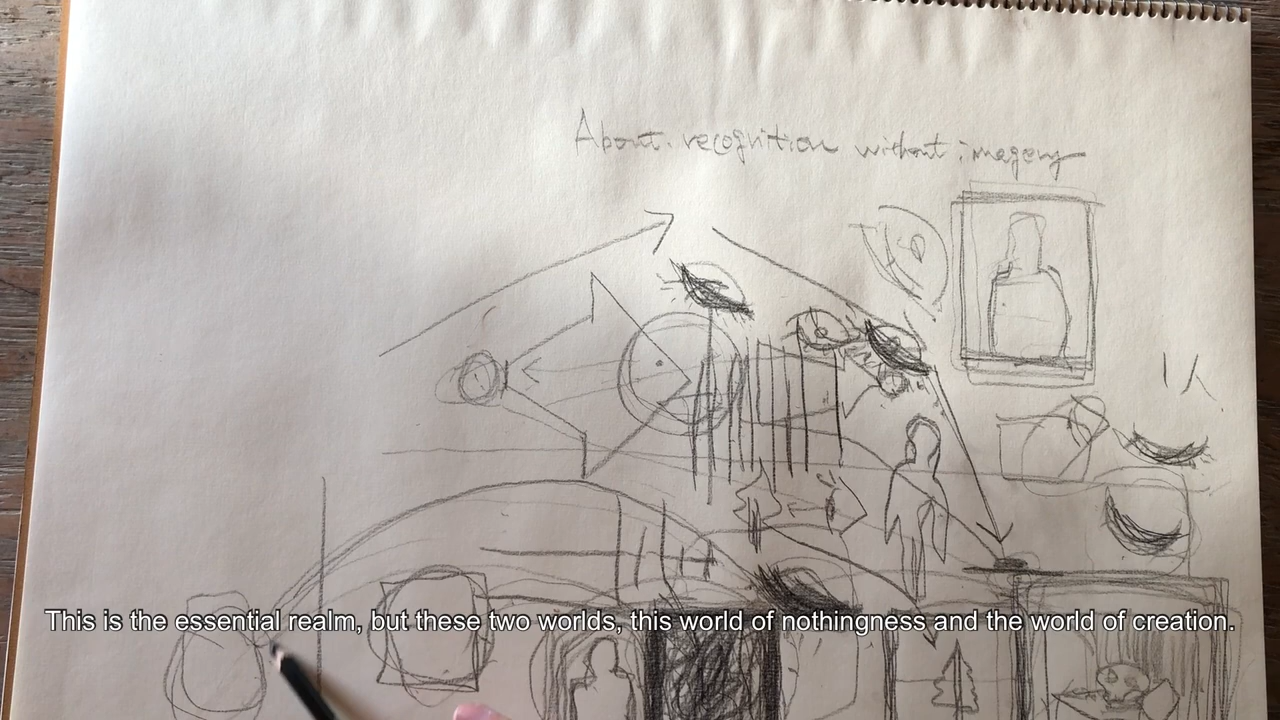 About recognition without imagery
This is the essential realm, but these two worlds, this world of nothingness and the world of creation.